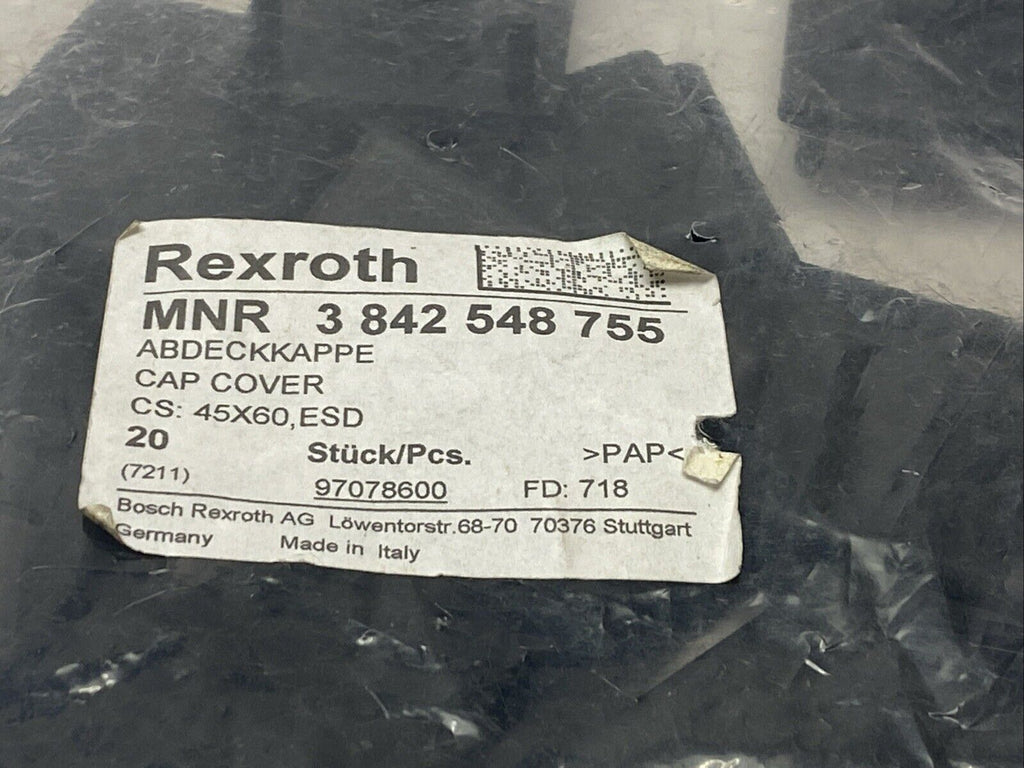 Rexroth
MNR 3 842 548 755
ABDECKKAPPE
CAP COVER
CS: 45X60,ESD
20 Stück/Pcs. >PAP<
(7211) 97078600 FD: 718
Bosch Rexroth AG Löwentorstr.68-70 70376 Stuttgart
Germany Made in Italy